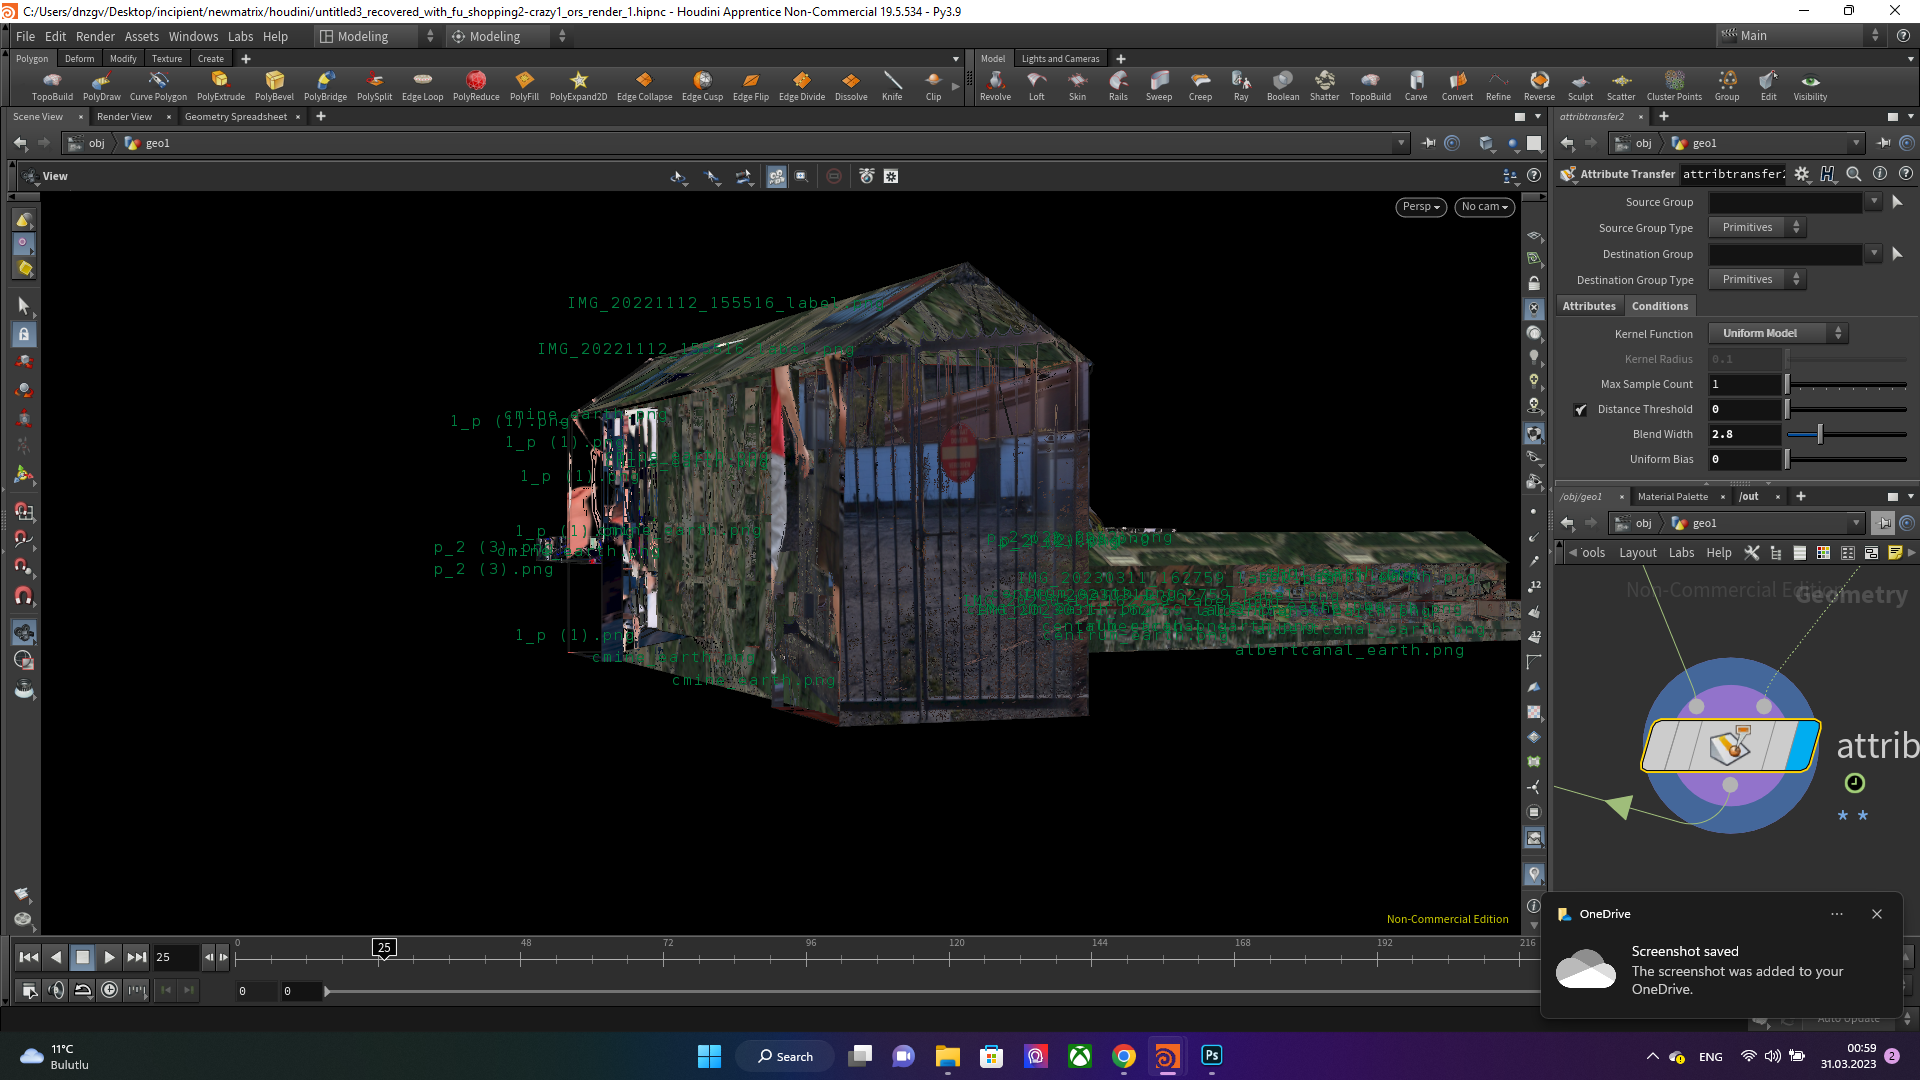 C:/Users/dnzgv/Desktop/incipient/newmatrix/houdini/untitled3_recovered_with_fu_shopping2-crazy1_ors_render_1.hipnc - Houdini Apprentice Non-Commercial 19.5.534 - Py3.9
File Edit Render Assets Windows Labs Help Modeling Modeling Main
Polygon Deform Modify Texture Create Model Lights and Cameras
TopoBuild PolyDraw Curve Polygon PolyExtrude PolyBevel PolyBridge PolySplit Edge Loop PolyReduce PolyFill PolyExpand2D Edge Collapse Edge Cusp Edge Flip Edge Divide Dissolve Knife Clip Revolve Loft Skin Rails Sweep Creep Ray Boolean Shatter TopoBuild Carve Convert Refine Reverse Sculpt Scatter Cluster Points Group Edit Visibility
Scene View Render View Geometry Spreadsheet attribtransfer2
obj geo1 obj geo1
View Attribute Transfer attribtransfer2
Persp No cam
Source Group
Source Group Type Primitives
Destination Group
Destination Group Type Primitives
Attributes Conditions
Kernel Function Uniform Model
Kernel Radius 0.1
Max Sample Count 1
Distance Threshold 0
Blend Width 2.8
Uniform Bias 0
IMG_20221112_155516_label.png
IMG_20221112_155516_label.png
cmine_earth.png
1_p (1).png
1_p (1).png
1_p (1).png
1_p (1).png cmine_earth.png
p_2 (3).png cmine_earth.png
p_2 (3).png
1_p (1).png
cmine_earth.png
cmine_earth.png
albertcanal_earth.png
/obj/geo1 Material Palette /out
obj geo1
ools Layout Labs Help
Non-Commercial Edition Geometry
attrib
Non-Commercial Edition
OneDrive
Screenshot saved
The screenshot was added to your
OneDrive.
0 25 48 72 96 120 144 168 192 216
25
0 0
Auto Update
11°C
Bulutlu
Search
ENG
00:59
31.03.2023
2